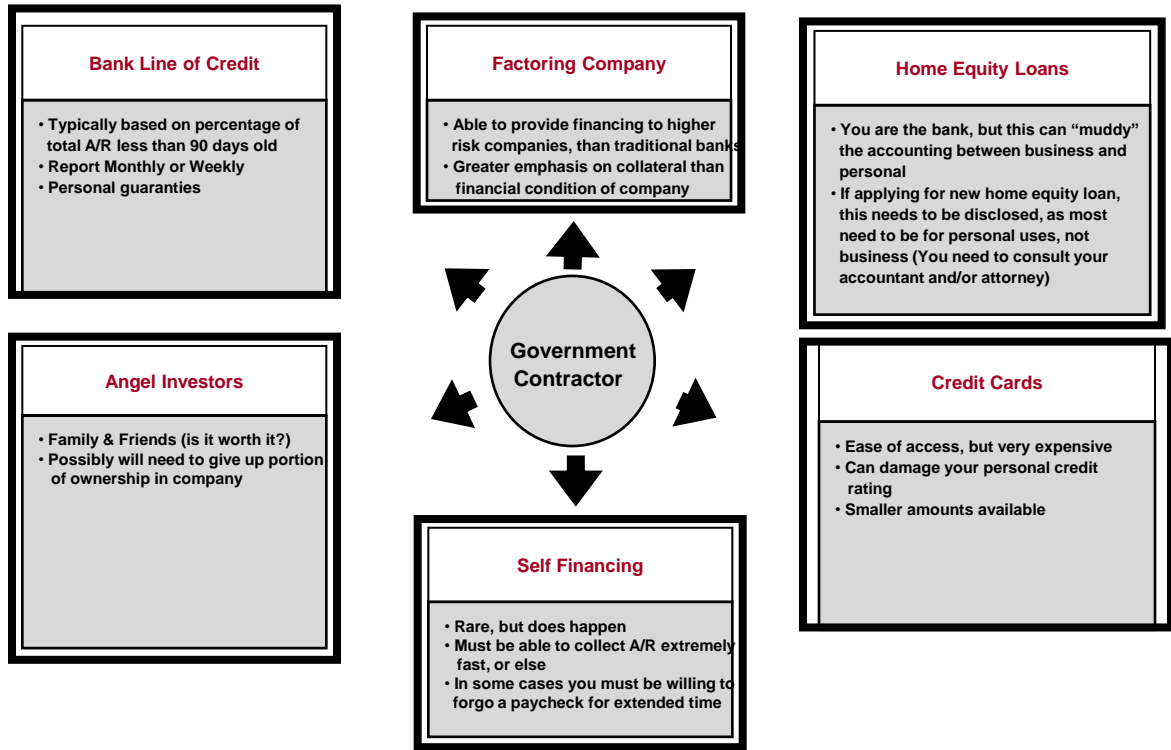 Bank Line of Credit
• Typically based on percentage of
total A/R less than 90 days old
• Report Monthly or Weekly
• Personal guaranties
Factoring Company
• Able to provide financing to higher
risk companies, than traditional banks
• Greater emphasis on collateral than
financial condition of company
Home Equity Loans
• You are the bank, but this can “muddy”
the accounting between business and
personal
• If applying for new home equity loan,
this needs to be disclosed, as most
need to be for personal uses, not
business (You need to consult your
accountant and/or attorney)
Government
Contractor
Angel Investors
• Family & Friends (is it worth it?)
• Possibly will need to give up portion
of ownership in company
Credit Cards
• Ease of access, but very expensive
• Can damage your personal credit
rating
• Smaller amounts available
Self Financing
• Rare, but does happen
• Must be able to collect A/R extremely
fast, or else
• In some cases you must be willing to
forgo a paycheck for extended time